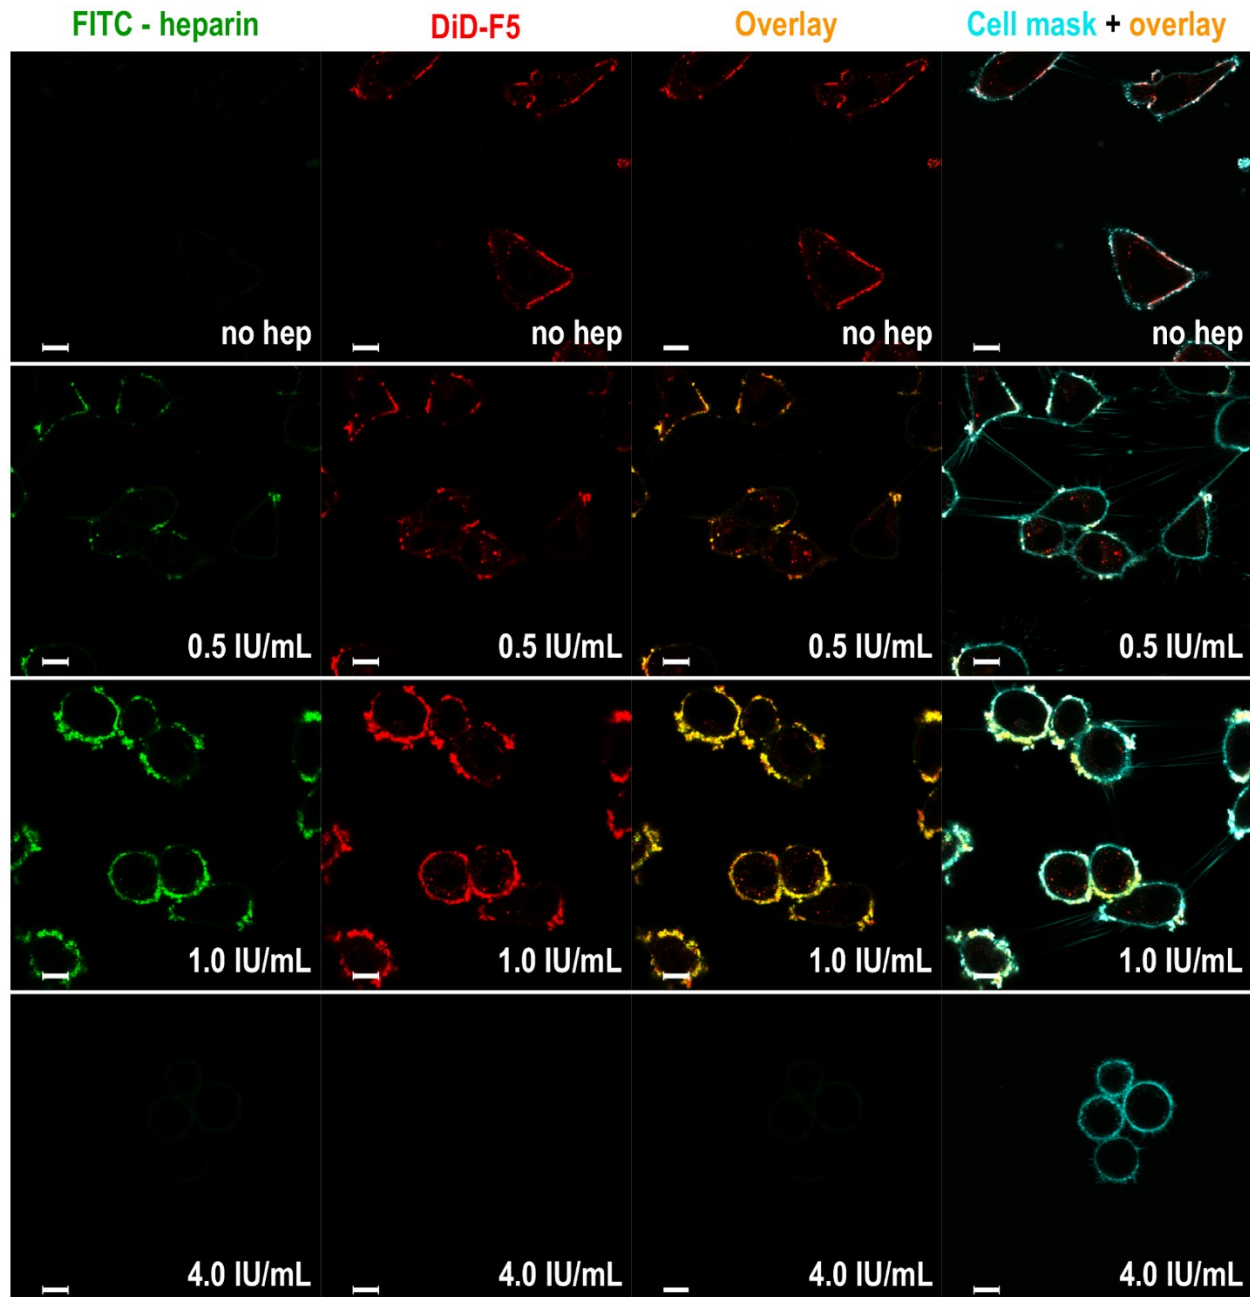 FITC - heparin DiD-F5 Overlay Cell mask + overlay
no hep no hep no hep no hep
0.5 IU/mL 0.5 IU/mL 0.5 IU/mL 0.5 IU/mL
1.0 IU/mL 1.0 IU/mL 1.0 IU/mL 1.0 IU/mL
4.0 IU/mL 4.0 IU/mL 4.0 IU/mL 4.0 IU/mL